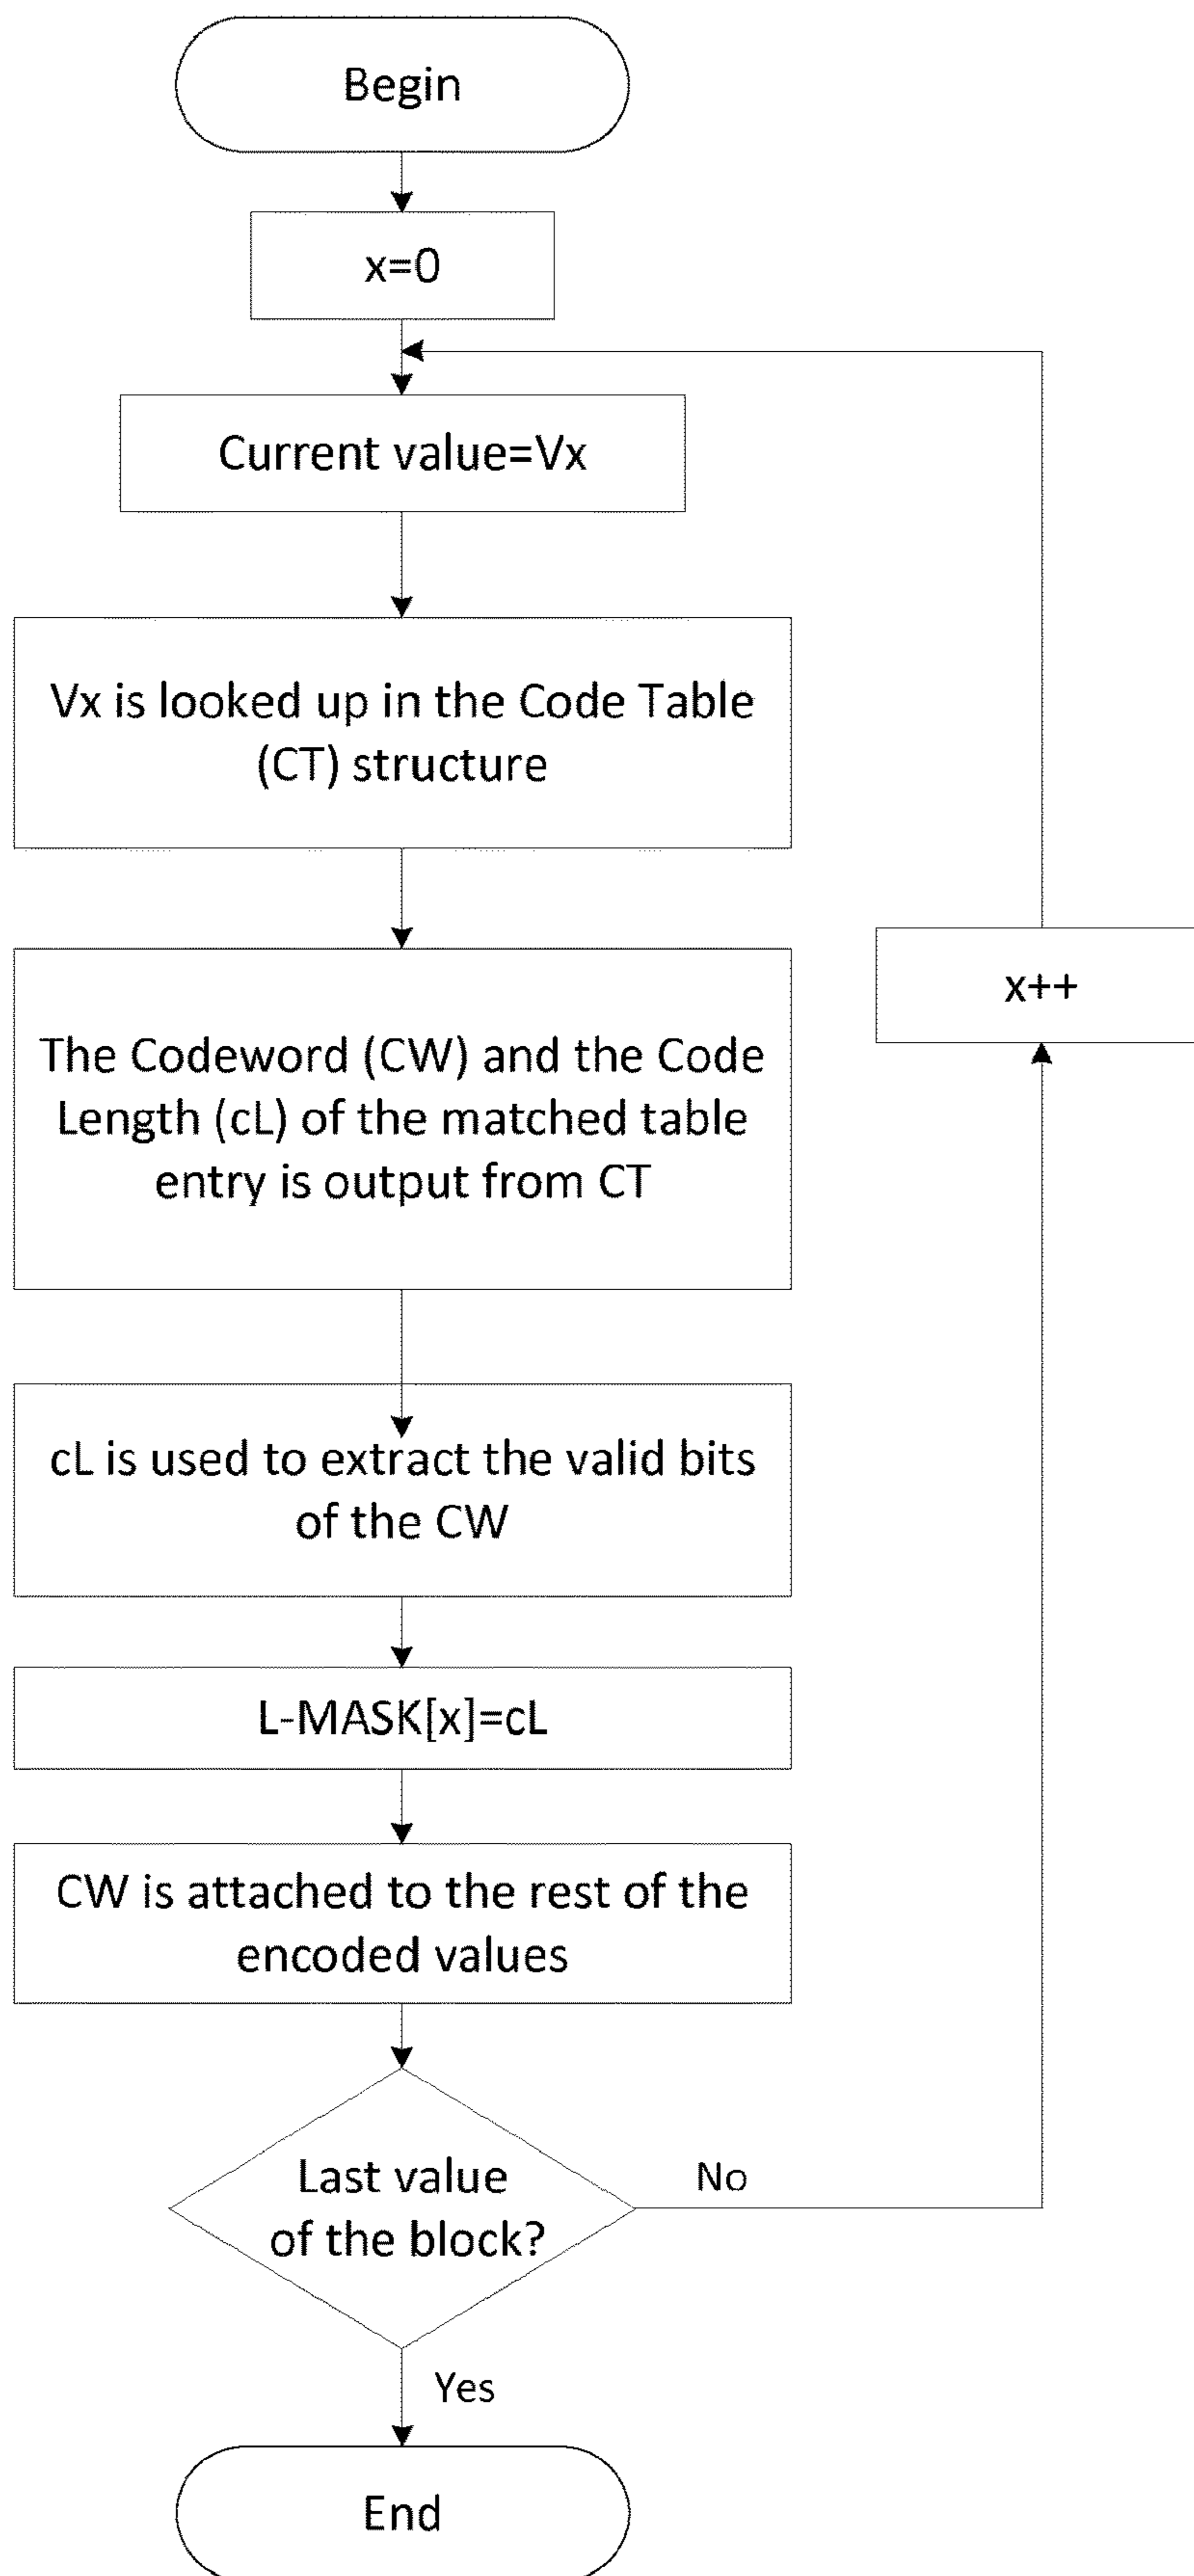 Begin
x=0
Current value=Vx
Vx is looked up in the Code Table
(CT) structure
The Codeword (CW) and the Code
Length (cL) of the matched table
entry is output from CT
x++
cL is used to extract the valid bits
of the CW
L-MASK[x]=cL
CW is attached to the rest of the
encoded values
Last value
of the block?
No
Yes
End